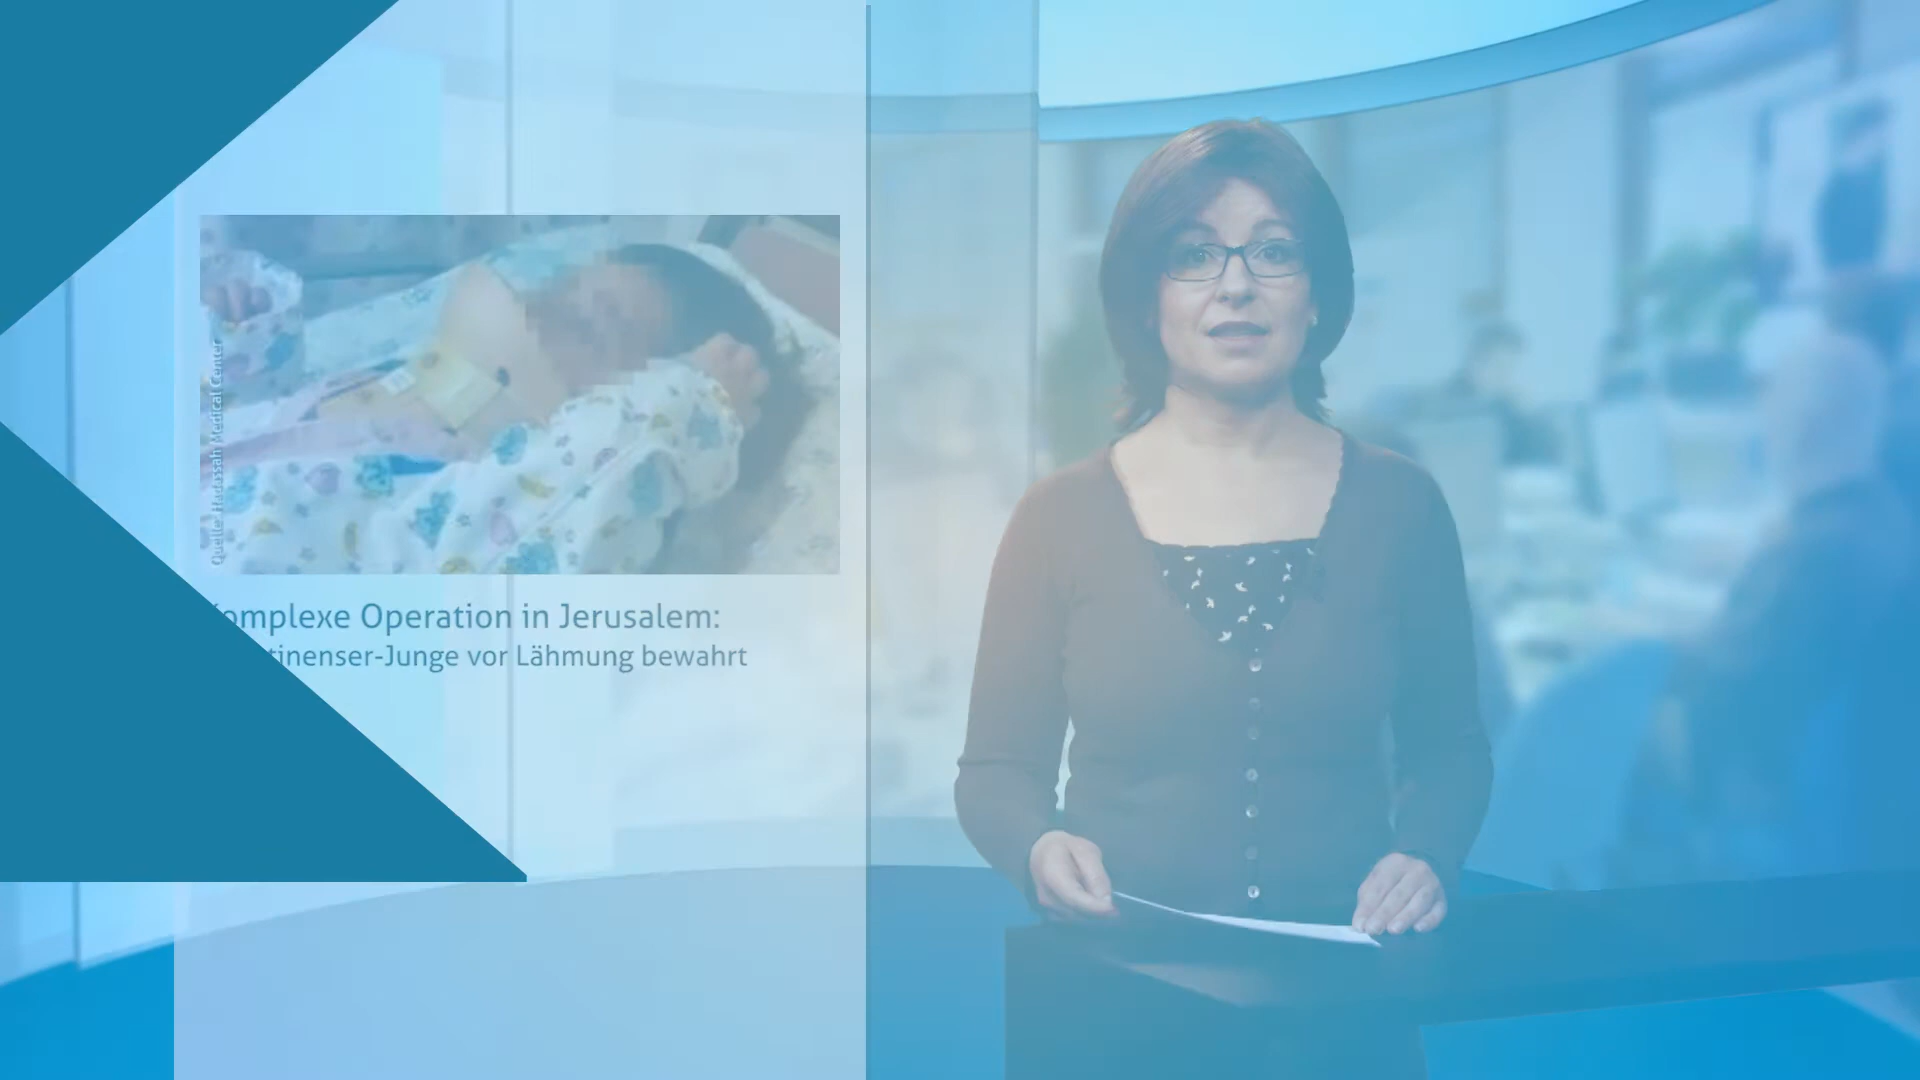 Quelle: Hadassah Medical Center
omplexe Operation in Jerusalem:
tinenser-Junge vor Lähmung bewahrt